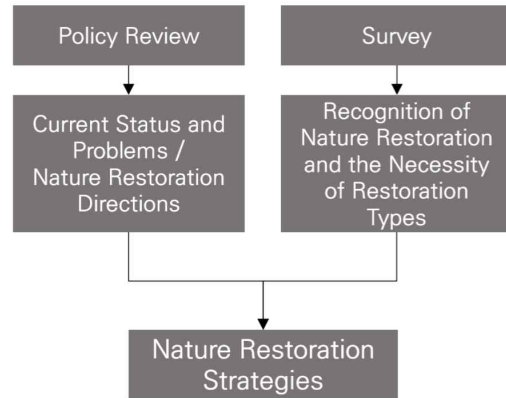 Policy Review
Survey
Current Status and
Problems /
Nature Restoration
Directions
Recognition of
Nature Restoration
and the Necessity
of Restoration
Types
Nature Restoration
Strategies